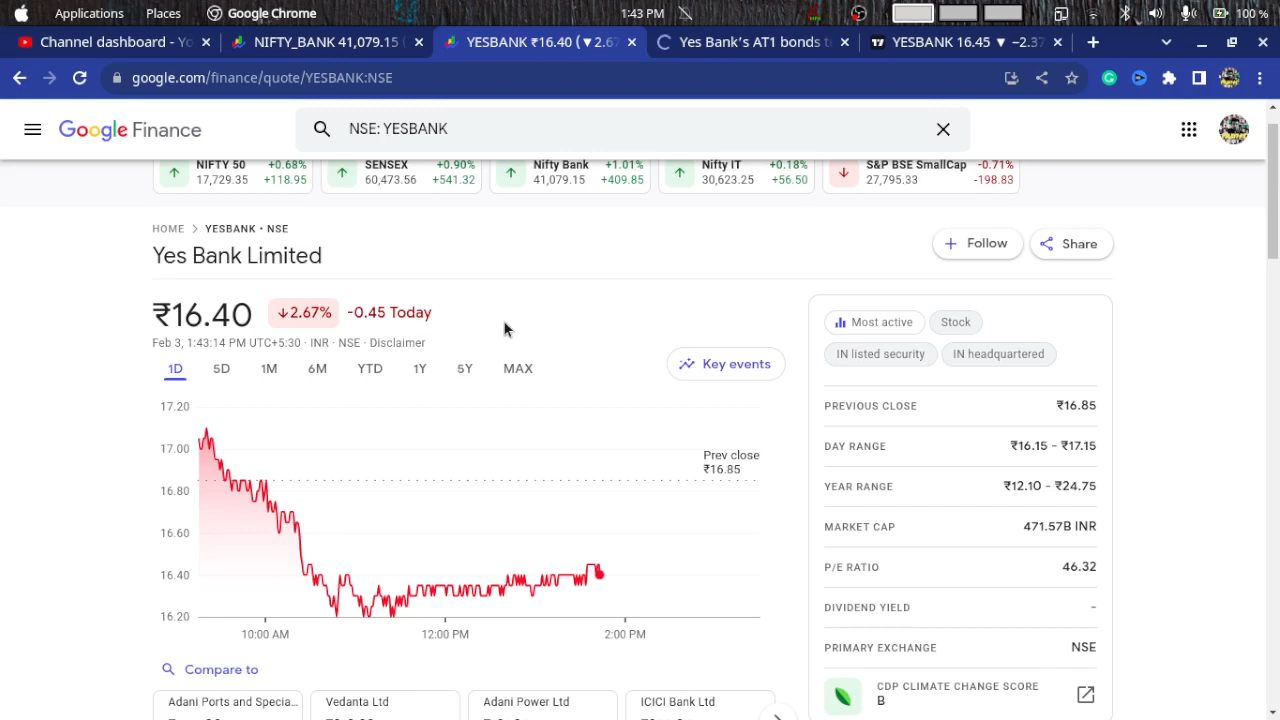 Applications Places Google Chrome 1:43 PM 100 %
Channel dashboard - Yo NIFTY_BANK 41,079.15 YESBANK ₹16.40 (▼2.67 Yes Bank's AT1 bonds t YESBANK 16.45 ▼ −2.37
google.com/finance/quote/YESBANK:NSE
Google Finance NSE: YESBANK
NIFTY 50 +0.68% SENSEX +0.90% Nifty Bank +1.01% Nifty IT +0.18% S&P BSE SmallCap -0.71%
17,729.35 +118.95 60,473.56 +541.32 41,079.15 +409.85 30,623.25 +56.50 27,795.33 -198.83
HOME > YESBANK • NSE
Yes Bank Limited
+ Follow Share
₹16.40 ↓2.67% -0.45 Today
Feb 3, 1:43:14 PM UTC+5:30 · INR · NSE · Disclaimer
1D 5D 1M 6M YTD 1Y 5Y MAX
Key events
17.20
17.00
16.80
16.60
16.40
16.20
Prev close
₹16.85
10:00 AM 12:00 PM 2:00 PM
Compare to
Adani Ports and Specia... Vedanta Ltd Adani Power Ltd ICICI Bank Ltd
Most active Stock
IN listed security IN headquartered
PREVIOUS CLOSE ₹16.85
DAY RANGE ₹16.15 - ₹17.15
YEAR RANGE ₹12.10 - ₹24.75
MARKET CAP 471.57B INR
P/E RATIO 46.32
DIVIDEND YIELD -
PRIMARY EXCHANGE NSE
CDP CLIMATE CHANGE SCORE
B